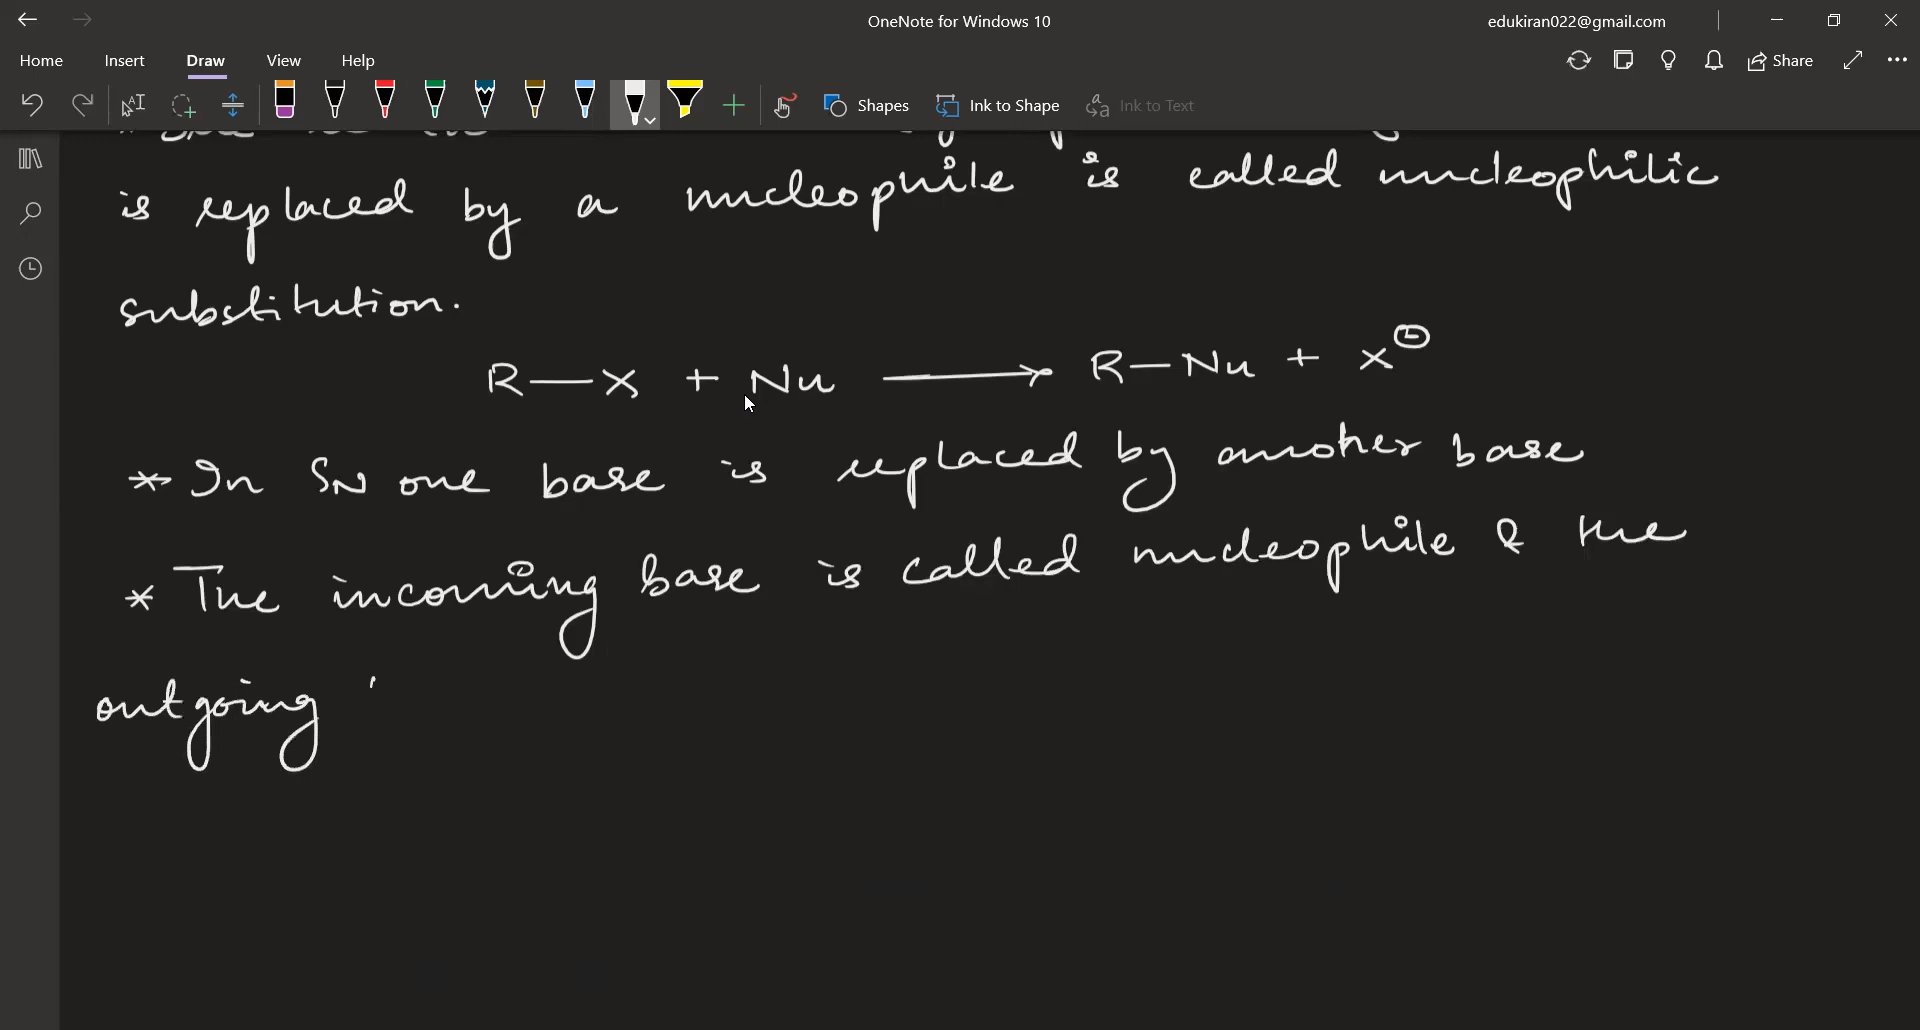 OneNote for Windows 10
edukiran022@gmail.com
Home Insert Draw View Help
Share
Shapes Ink to Shape Ink to Text
is replaced by a nucleophile is called nucleophilic
substitution.
R—X + Nu ⟶ R—Nu + X⊖
* In SN one base is replaced by another base
* The incoming base is called nucleophile & the
outgoing